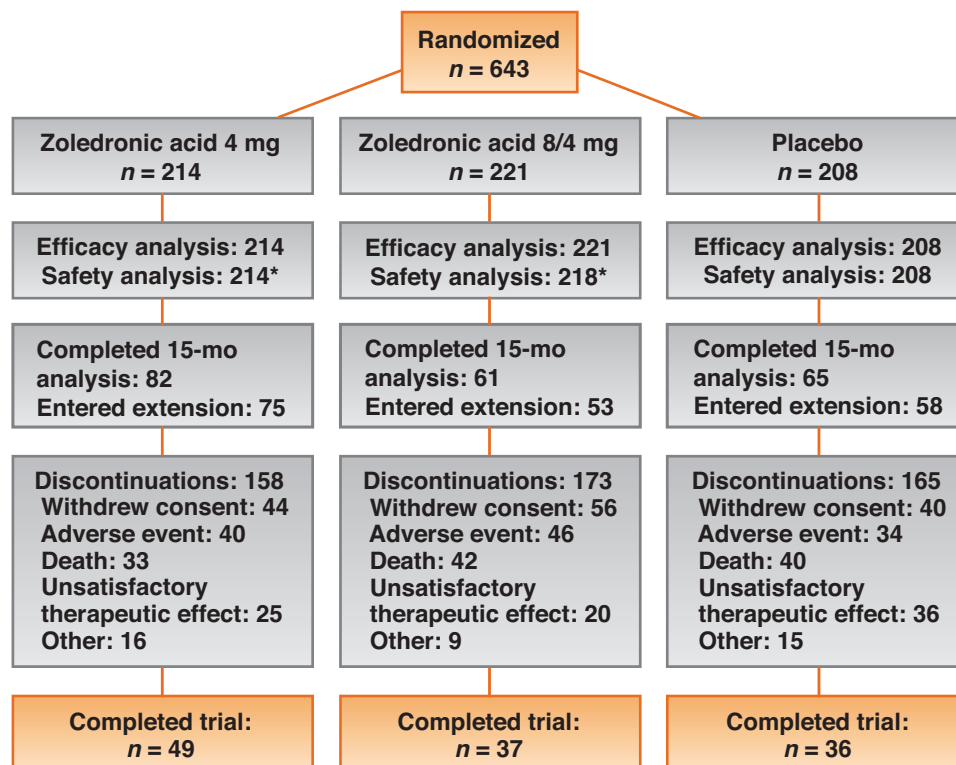 Randomized
n = 643
Zoledronic acid 4 mg
n = 214
Zoledronic acid 8/4 mg
n = 221
Placebo
n = 208
Efficacy analysis: 214
Safety analysis: 214*
Efficacy analysis: 221
Safety analysis: 218*
Efficacy analysis: 208
Safety analysis: 208
Completed 15-mo
analysis: 82
Entered extension: 75
Completed 15-mo
analysis: 61
Entered extension: 53
Completed 15-mo
analysis: 65
Entered extension: 58
Discontinuations: 158
Withdrew consent: 44
Adverse event: 40
Death: 33
Unsatisfactory
therapeutic effect: 25
Other: 16
Discontinuations: 173
Withdrew consent: 56
Adverse event: 46
Death: 42
Unsatisfactory
therapeutic effect: 20
Other: 9
Discontinuations: 165
Withdrew consent: 40
Adverse event: 34
Death: 40
Unsatisfactory
therapeutic effect: 36
Other: 15
Completed trial:
n = 49
Completed trial:
n = 37
Completed trial:
n = 36